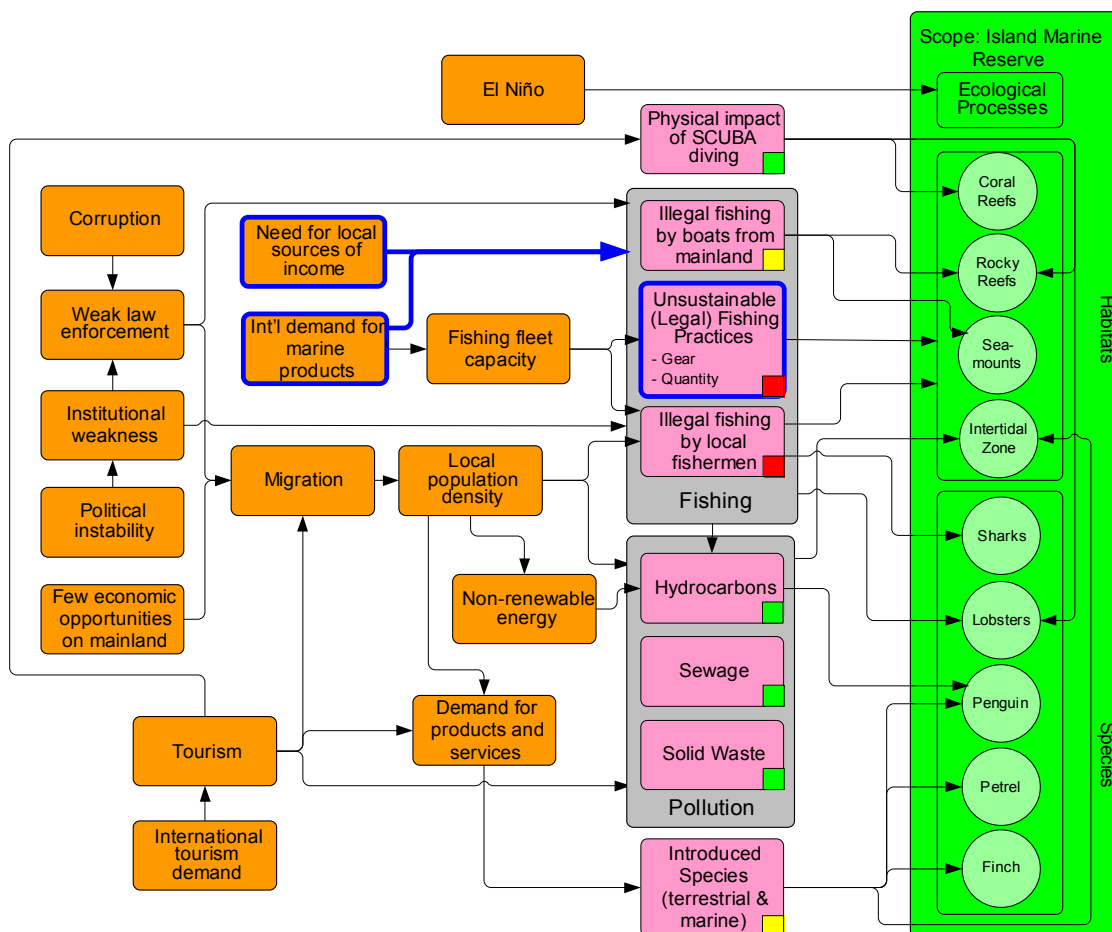 Scope: Island Marine
Reserve
El Niño
Ecological
Processes
Physical impact
of SCUBA
diving
Coral
Reefs
Corruption
Need for local
sources of
income
Illegal fishing
by boats from
mainland
Rocky
Reefs
Weak law
enforcement
Int'l demand for
marine
products
Fishing fleet
capacity
Unsustainable
(Legal) Fishing
Practices
- Gear
- Quantity
Sea-
mounts
Habitats
Institutional
weakness
Illegal fishing
by local
fishermen
Intertidal
Zone
Migration
Local
population
density
Fishing
Political
instability
Sharks
Few economic
opportunities
on mainland
Non-renewable
energy
Hydrocarbons
Lobsters
Sewage
Penguin
Species
Tourism
Demand for
products and
services
Solid Waste
Pollution
Petrel
International
tourism
demand
Introduced
Species
(terrestrial &
marine)
Finch